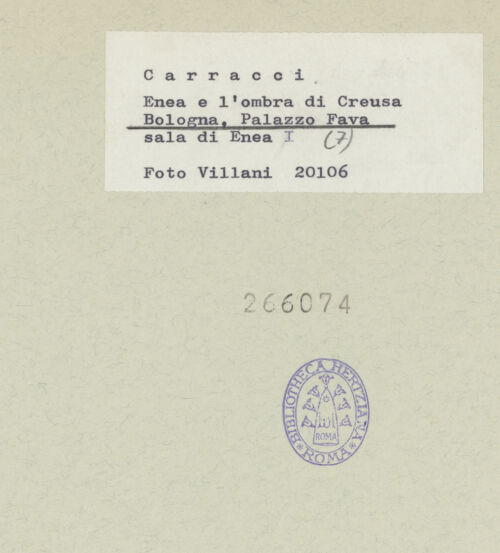 Carracci
Enea e l'ombra di Creusa
Bologna, Palazzo Fava
sala di Enea I (7)
Foto Villani 20106
266074
BIBLIOTHECA HERTZIANA
ROMA
ROMA